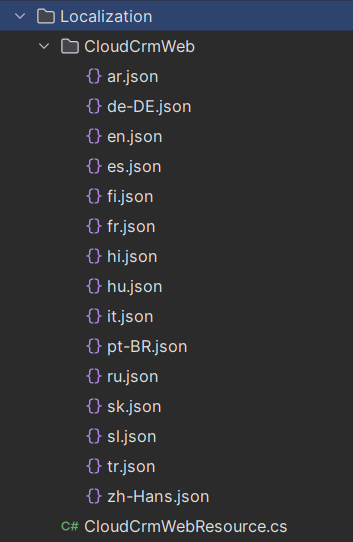 Localization
CloudCrmWeb
{} ar.json
{} de-DE.json
{} en.json
{} es.json
{} fi.json
{} fr.json
{} hi.json
{} hu.json
{} it.json
{} pt-BR.json
{} ru.json
{} sk.json
{} sl.json
{} tr.json
{} zh-Hans.json
C# CloudCrmWebResource.cs